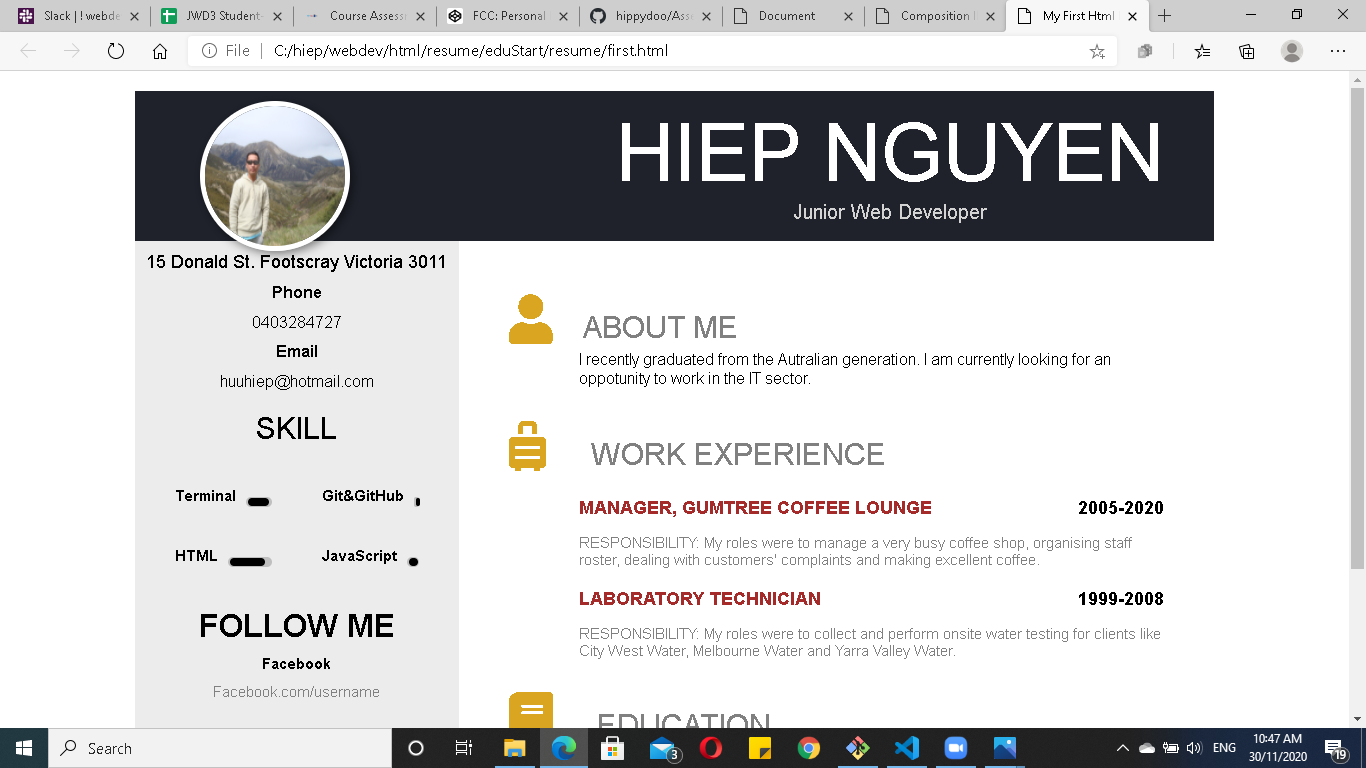 Slack | ! webde
JWD3 Student-
Course Assessm
FCC: Personal
hippydoo/Asse
Document
Composition
My First Html
File
C:/hiep/webdev/html/resume/eduStart/resume/first.html
HIEP NGUYEN
Junior Web Developer
15 Donald St. Footscray Victoria 3011
Phone
0403284727
Email
huuhiep@hotmail.com
SKILL
Terminal
Git&GitHub
HTML
JavaScript
FOLLOW ME
Facebook
Facebook.com/username
ABOUT ME
I recently graduated from the Autralian generation. I am currently looking for an
oppotunity to work in the IT sector.
WORK EXPERIENCE
MANAGER, GUMTREE COFFEE LOUNGE 2005-2020
RESPONSIBILITY: My roles were to manage a very busy coffee shop, organising staff
roster, dealing with customers' complaints and making excellent coffee.
LABORATORY TECHNICIAN 1999-2008
RESPONSIBILITY: My roles were to collect and perform onsite water testing for clients like
City West Water, Melbourne Water and Yarra Valley Water.
EDUCATION
Search
3
ENG
10:47 AM
30/11/2020
19